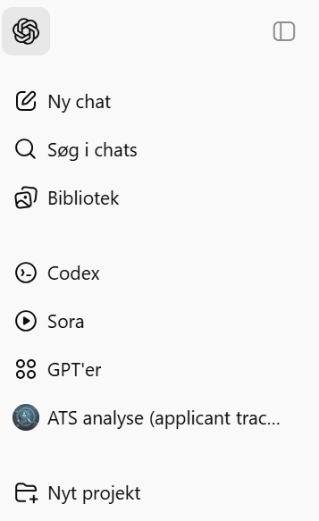 Ny chat
Søg i chats
Bibliotek
Codex
Sora
GPT'er
ATS analyse (applicant trac...
Nyt projekt